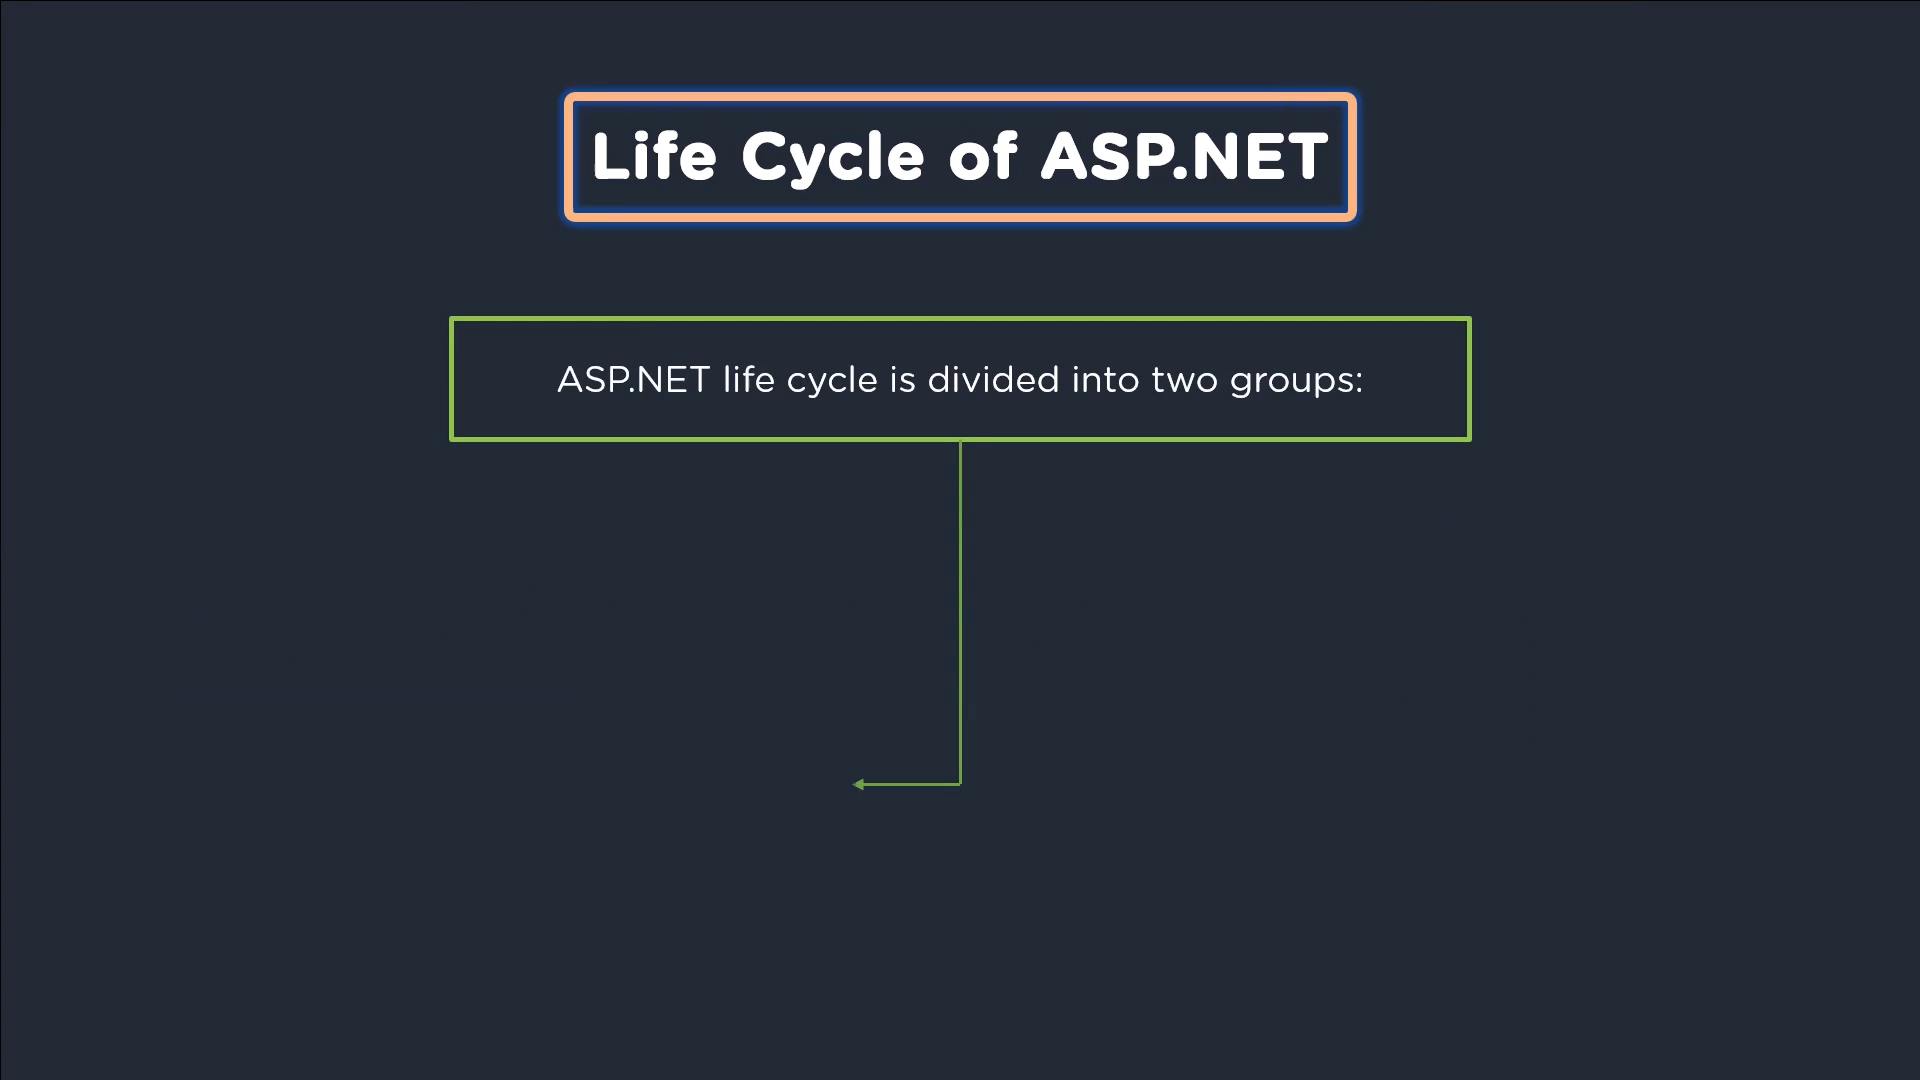 Life Cycle of ASP.NET
ASP.NET life cycle is divided into two groups: